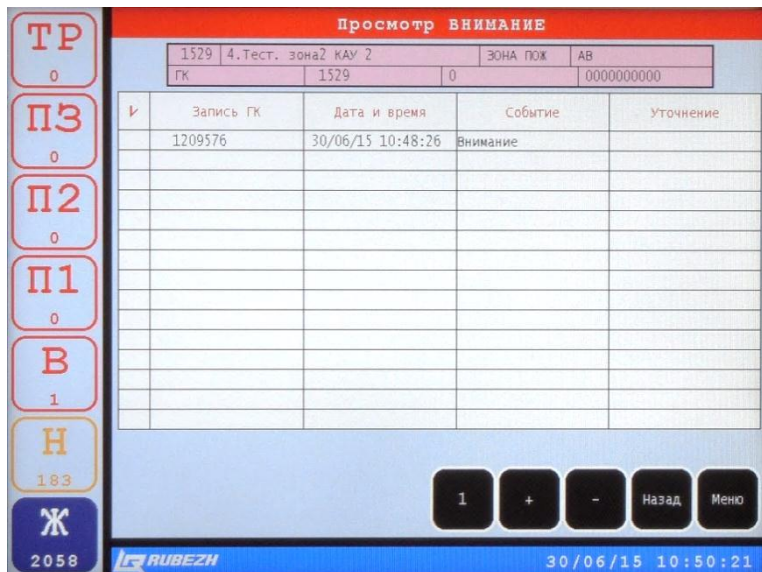 Просмотр ВНИМАНИЕ
ТР
0
1529 4.Тест. зона2 КАУ 2 ЗОНА ПОЖ АВ
ГК 1529 0 0000000000
V Запись ГК Дата и время Событие Уточнение
1209576 30/06/15 10:48:26 Внимание
ПЗ
0
П2
0
П1
0
В
1
Н
183
1 + - Назад Меню
Ж
2058
RUBEZH 30/06/15 10:50:21